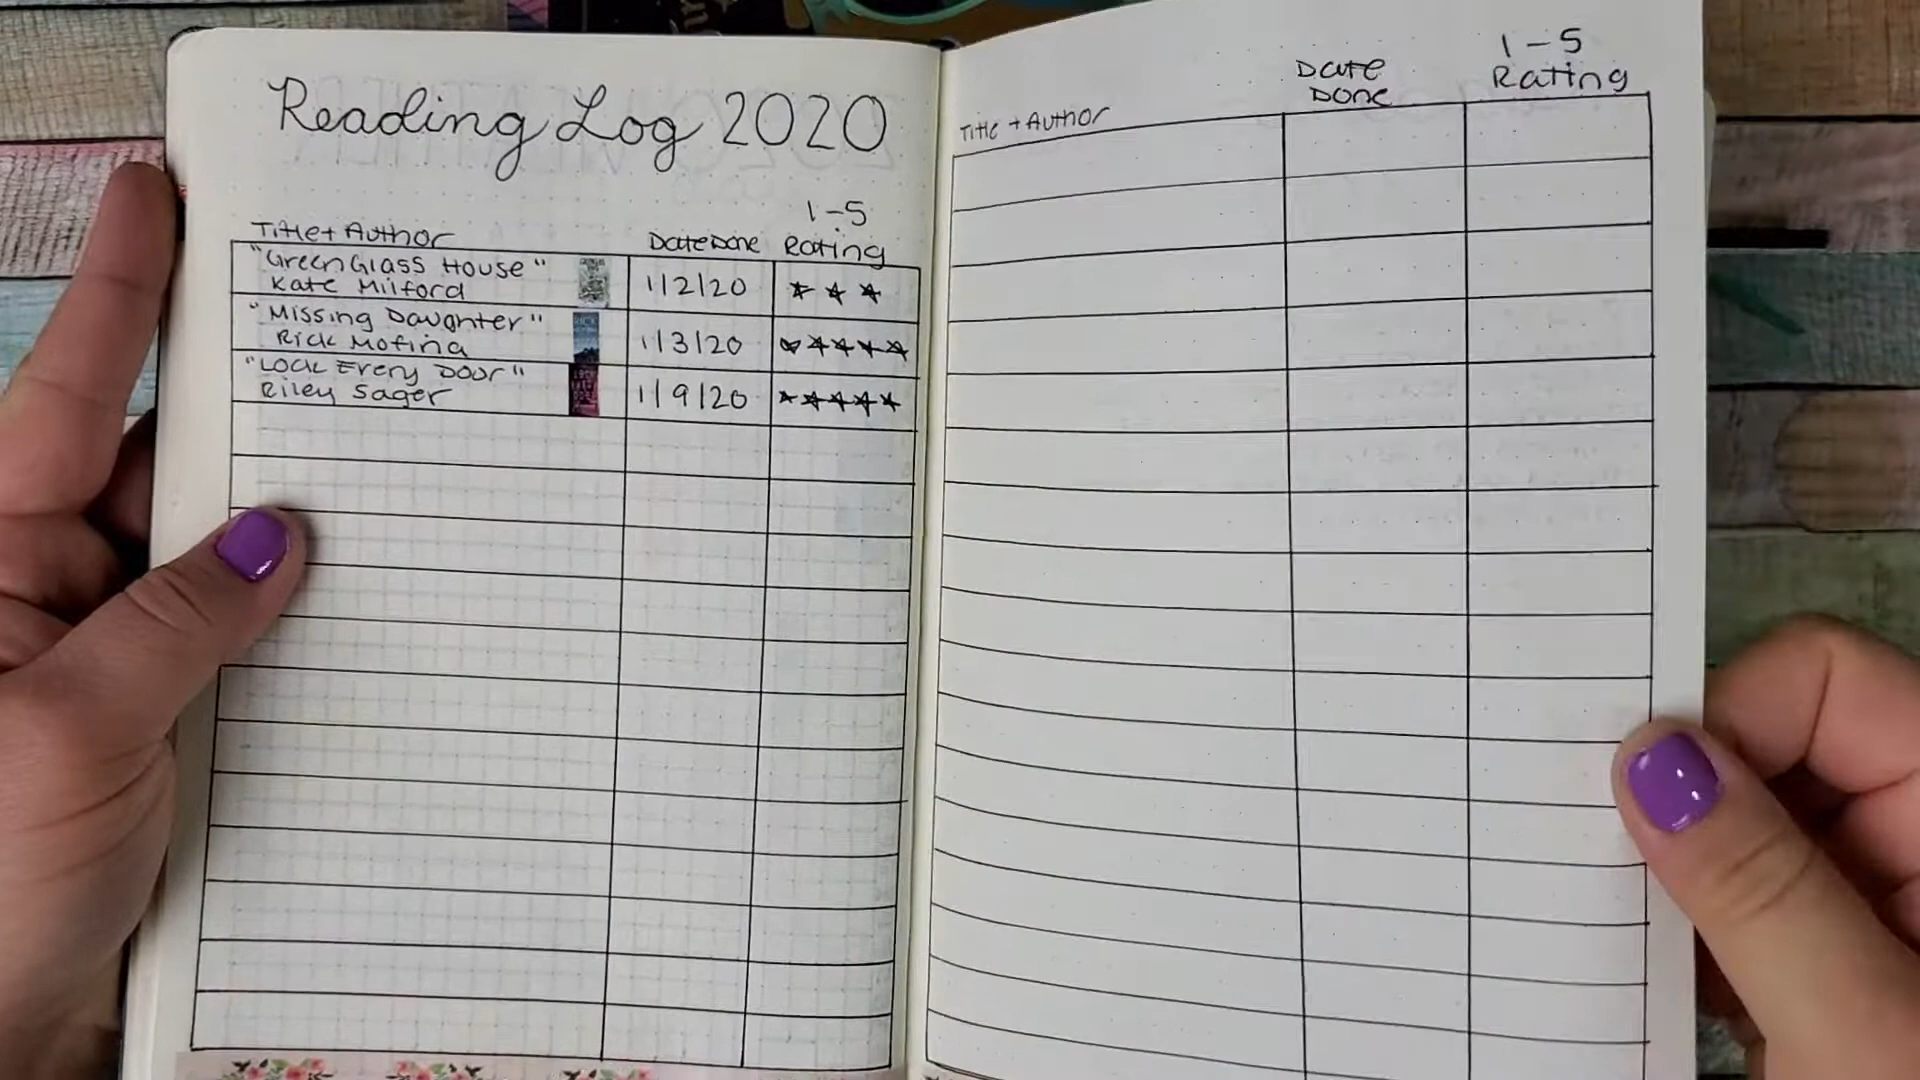 Reading Log 2020
1-5
Title + Author Date Done Rating
"Green Glass House"
Kate Milford
1/2/20
"Missing Daughter"
Rick Mofina
1/3/20
"Lock Every Door"
Riley Sager
1/9/20
1-5
Title + Author Date Done Rating